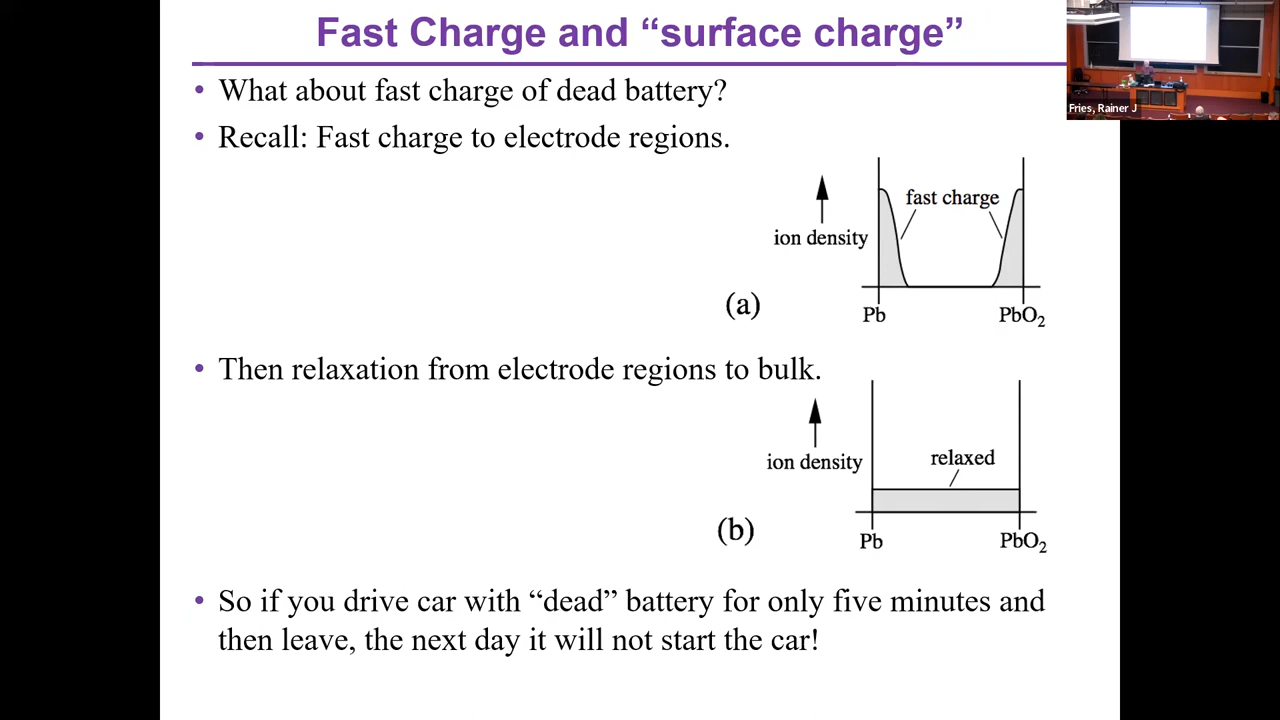 Fast Charge and “surface charge”
Fries, Rainer J
• What about fast charge of dead battery?
• Recall: Fast charge to electrode regions.
fast charge
ion density
(a)
Pb
PbO₂
• Then relaxation from electrode regions to bulk.
relaxed
ion density
(b)
Pb
PbO₂
• So if you drive car with “dead” battery for only five minutes and
then leave, the next day it will not start the car!